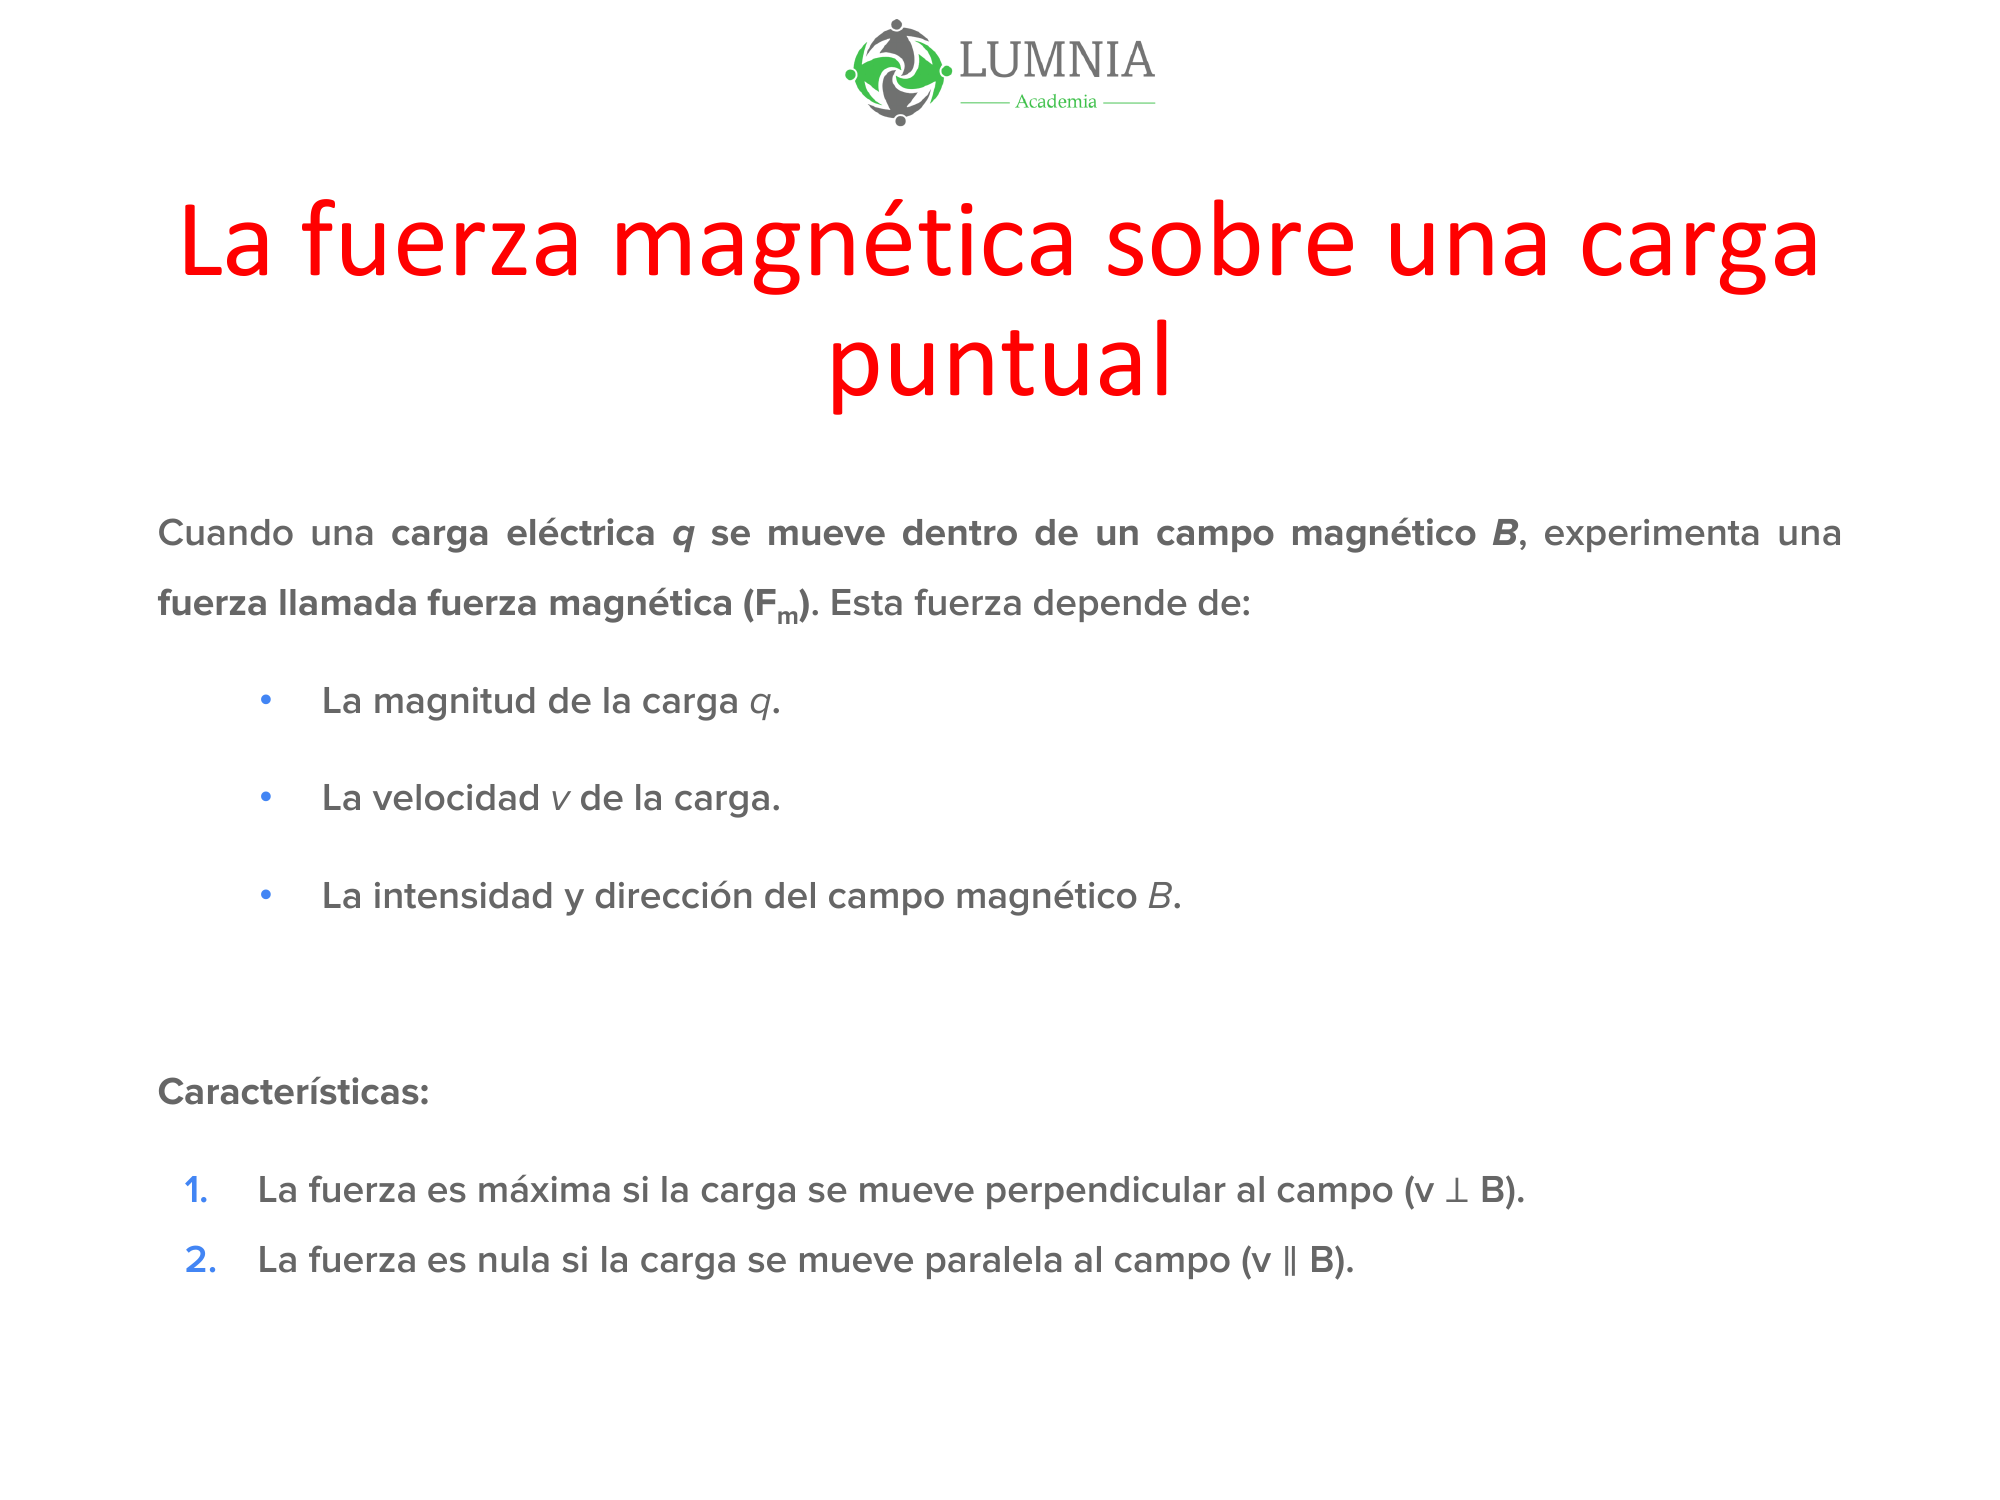 LUMNIA
Academia
La fuerza magnética sobre una carga
puntual
Cuando una carga eléctrica q se mueve dentro de un campo magnético B, experimenta una
fuerza llamada fuerza magnética (Fm). Esta fuerza depende de:
• La magnitud de la carga q.
• La velocidad v de la carga.
• La intensidad y dirección del campo magnético B.
Características:
1. La fuerza es máxima si la carga se mueve perpendicular al campo (v ⊥ B).
2. La fuerza es nula si la carga se mueve paralela al campo (v ∥ B).